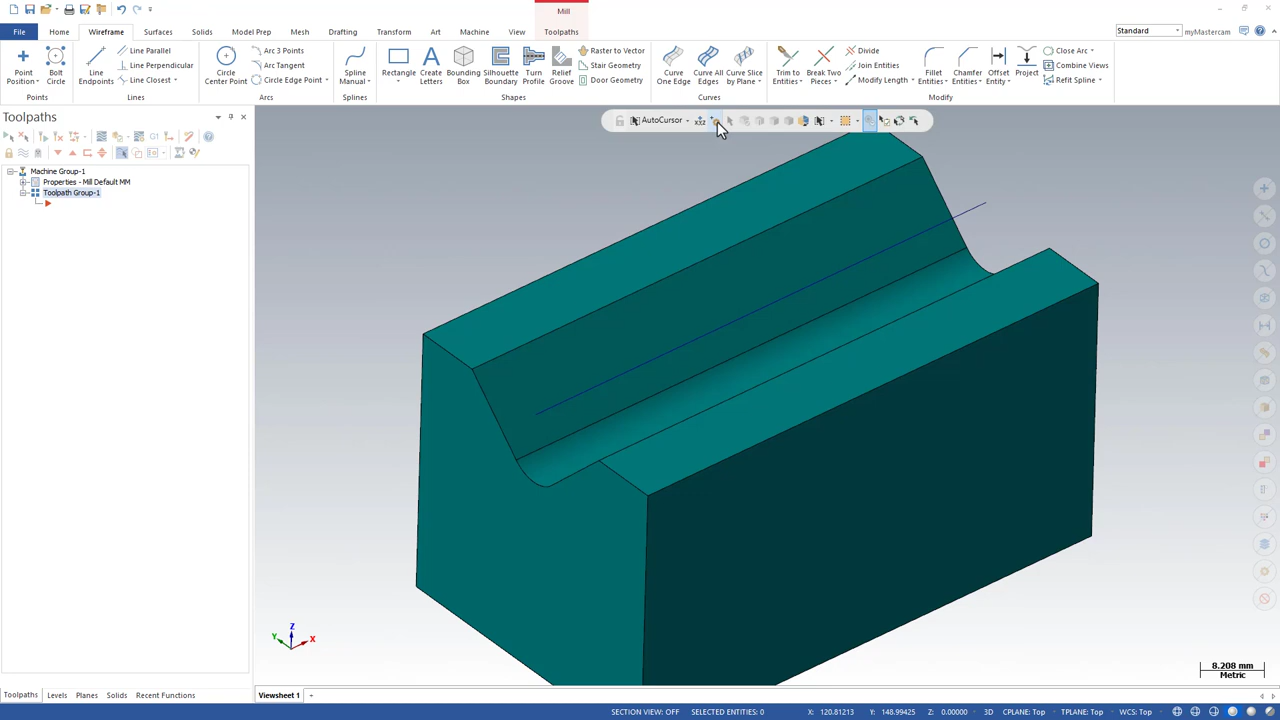 Mill
File Home Wireframe Surfaces Solids Model Prep Mesh Drafting Transform Art Machine View Toolpaths Standard myMastercam
Point Position Bolt Circle
Points
Line Endpoints Line Parallel Line Perpendicular Line Closest
Lines
Circle Center Point Arc 3 Points Arc Tangent Circle Edge Point
Arcs
Spline Manual
Splines
Rectangle Create Letters Bounding Box Silhouette Boundary Turn Profile Relief Groove Raster to Vector Stair Geometry Door Geometry
Shapes
Curve One Edge Curve All Edges Curve Slice by Plane
Curves
Trim to Entities Break Two Pieces Divide Join Entities Modify Length Fillet Entities Chamfer Entities Offset Entity Project Close Arc Combine Views Refit Spline
Modify
Toolpaths
AutoCursor
G1
Machine Group-1
Properties - Mill Default MM
Toolpath Group-1
Z
Y X
8.208 mm
Metric
Toolpaths Levels Planes Solids Recent Functions Viewsheet 1 +
SECTION VIEW: OFF SELECTED ENTITIES: 0 X: 120.81213 Y: 148.99425 Z: 0.00000 3D CPLANE: Top TPLANE: Top WCS: Top